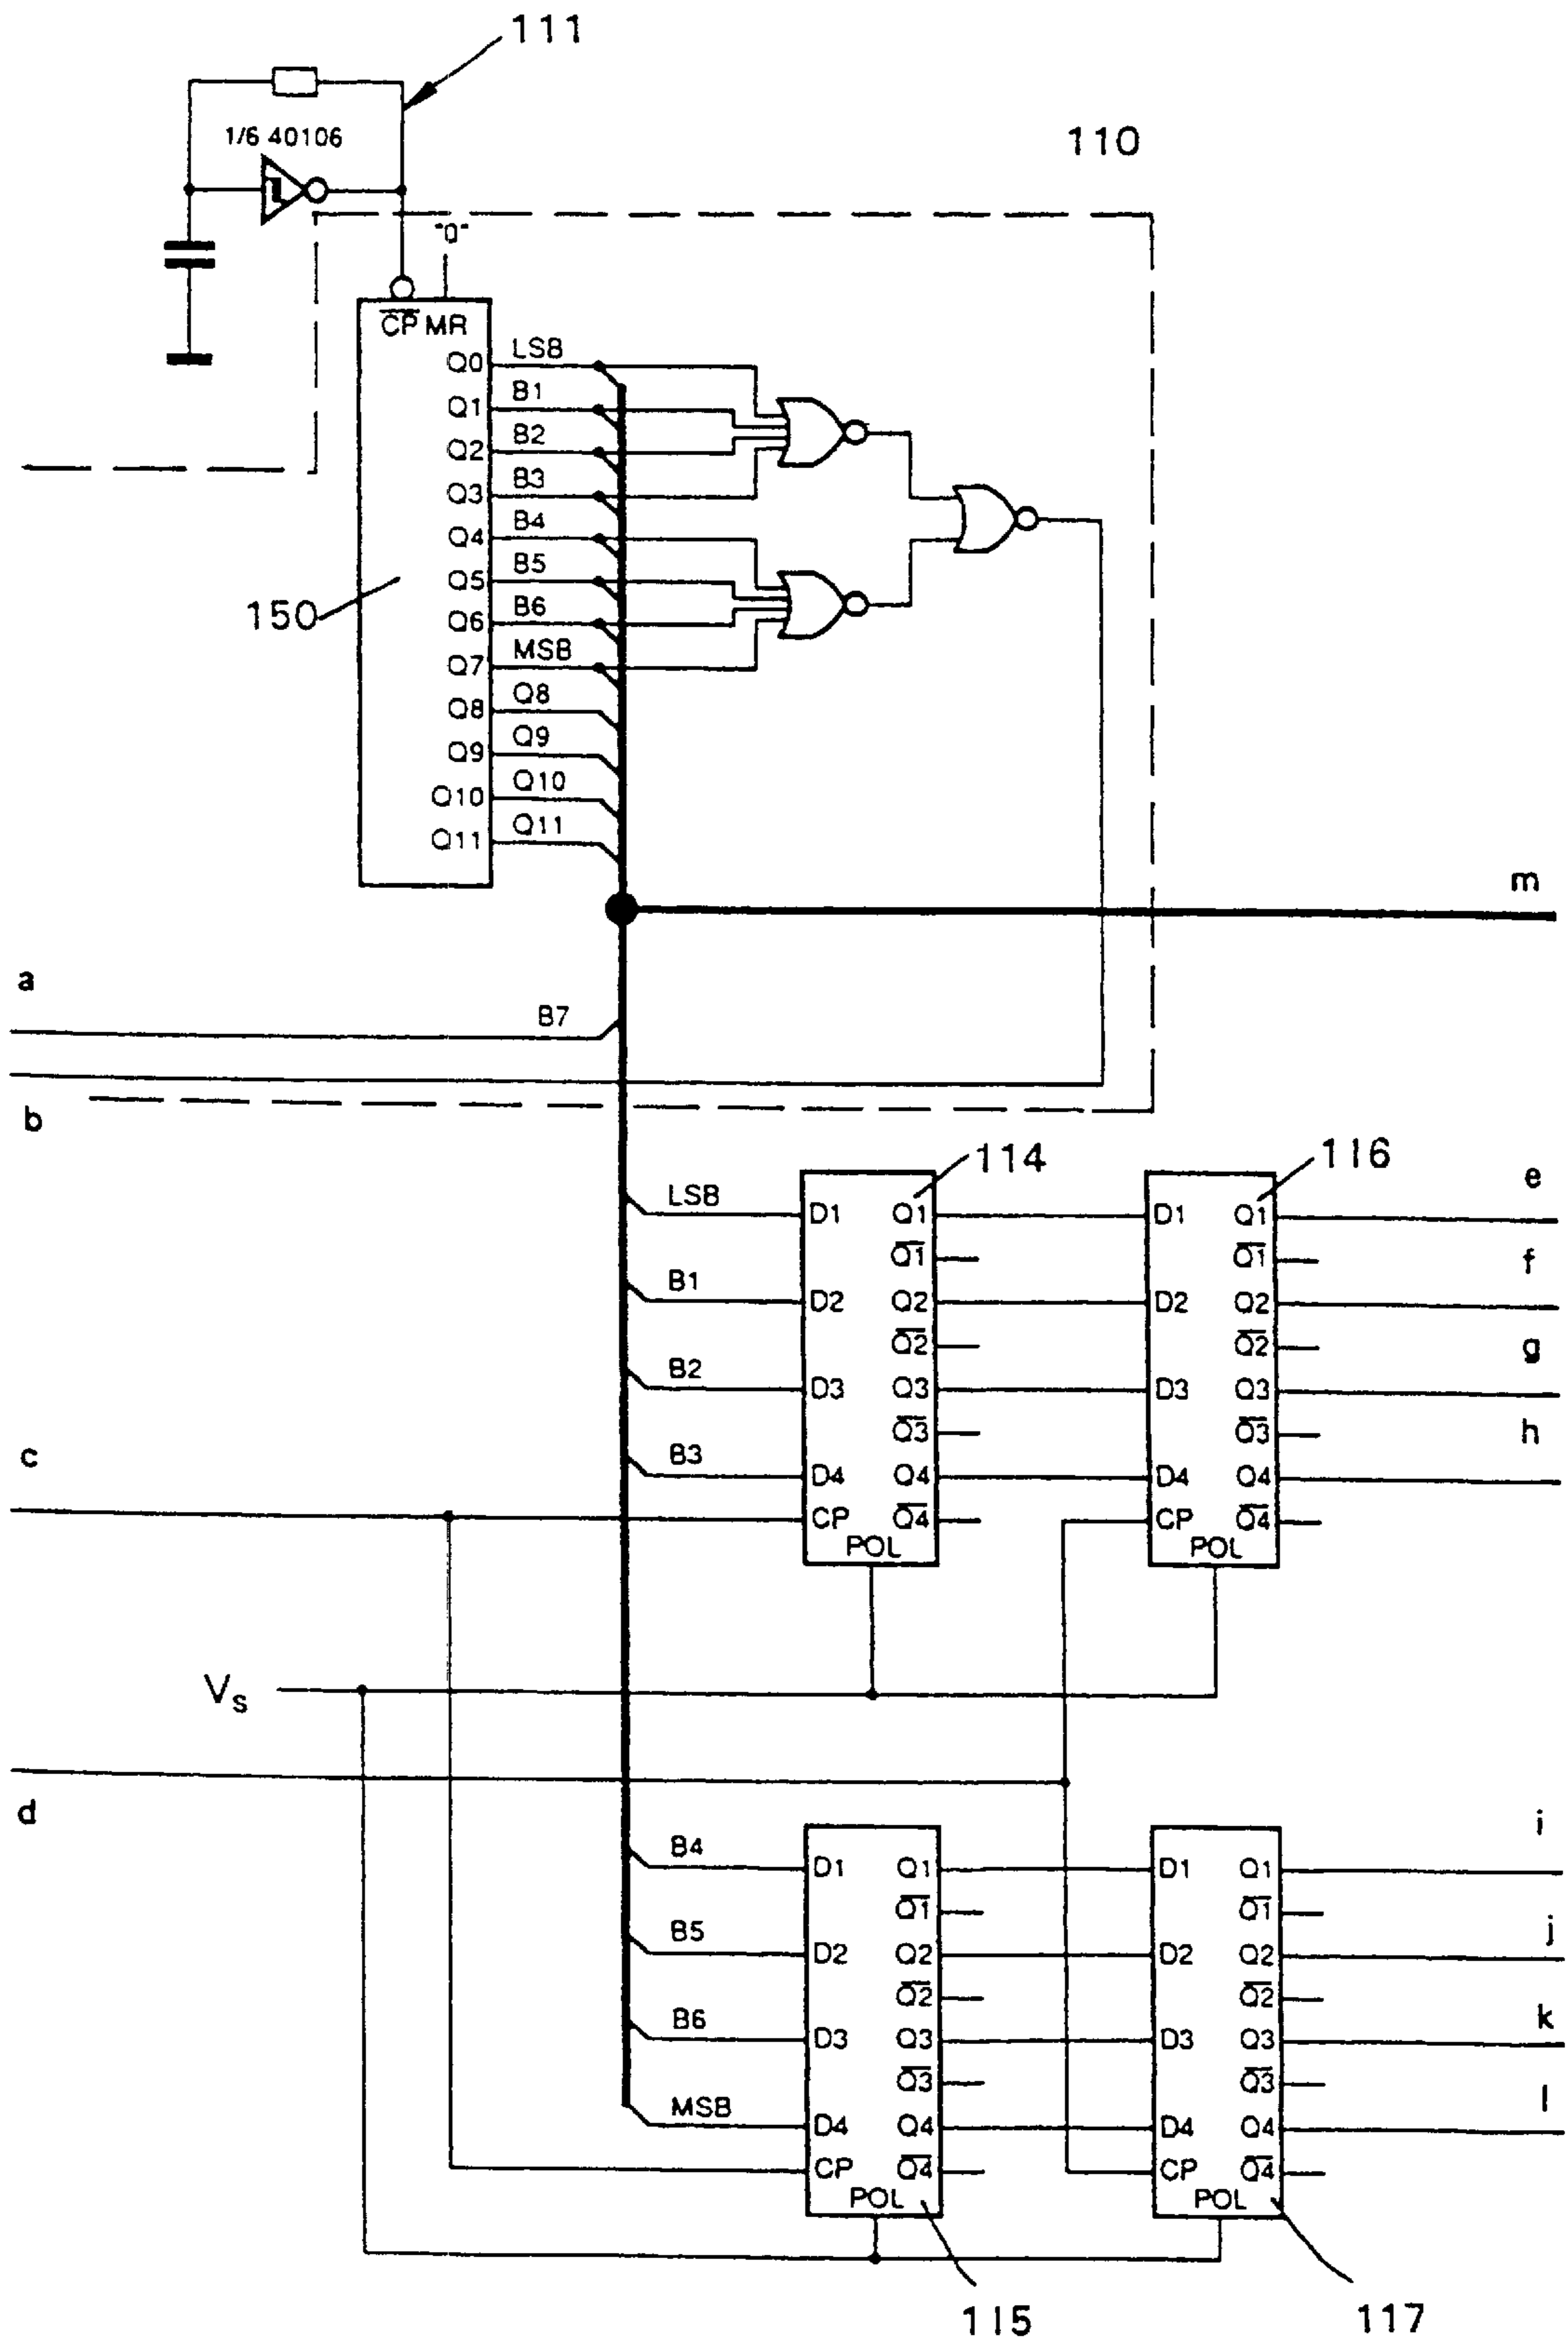 111
1/6 40106
110
"0"
CP MR
Q0 LSB
Q1 B1
Q2 B2
Q3 B3
Q4 B4
Q5 B5
150
Q6 B6
Q7 MSB
Q8 Q8
Q9 Q9
Q10 Q10
Q11 Q11
m
a
B7
b
114
116
e
LSB D1 Q1 D1 Q1
Q1 Q1
f
B1 D2 Q2 D2 Q2
Q2 Q2
g
B2 D3 Q3 D3 Q3
Q3 Q3
h
c
B3 D4 Q4 D4 Q4
CP Q4 CP Q4
POL POL
Vs
d
i
B4 D1 Q1 D1 Q1
Q1 Q1
j
B5 D2 Q2 D2 Q2
Q2 Q2
k
B6 D3 Q3 D3 Q3
Q3 Q3
l
MSB D4 Q4 D4 Q4
CP Q4 CP Q4
POL POL
115
117